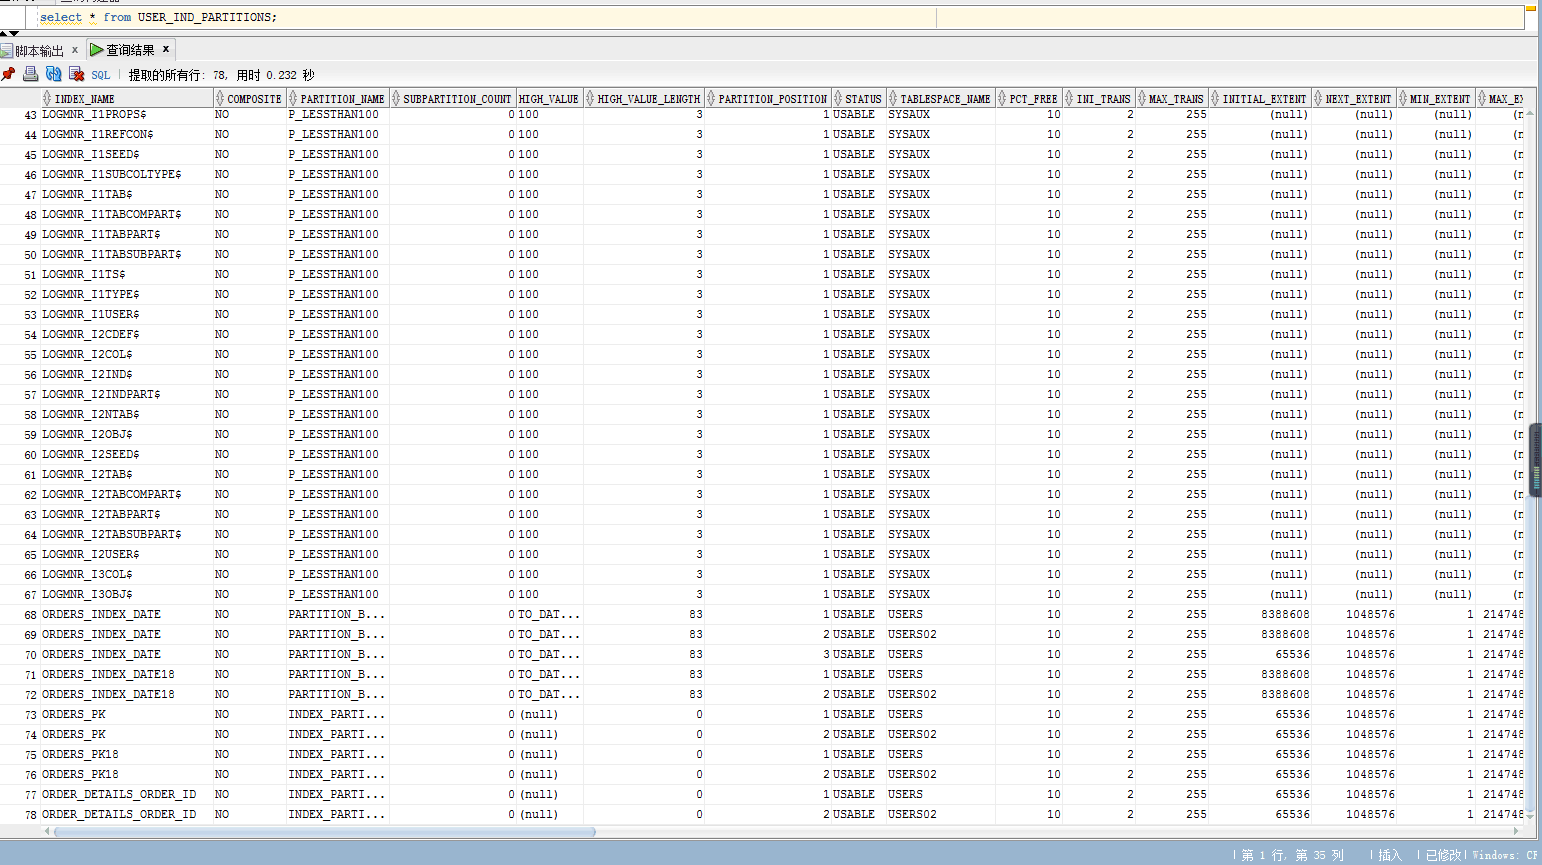 select * from USER_IND_PARTITIONS;
脚本输出 x 查询结果 x
SQL | 提取的所有行: 78, 用时 0.232 秒
INDEX_NAME COMPOSITE PARTITION_NAME SUBPARTITION_COUNT HIGH_VALUE HIGH_VALUE_LENGTH PARTITION_POSITION STATUS TABLESPACE_NAME PCT_FREE INI_TRANS MAX_TRANS INITIAL_EXTENT NEXT_EXTENT MIN_EXTENT MAX_EX
43 LOGMNR_I1PROPS$ NO P_LESSTHAN100 0 100 3 1 USABLE SYSAUX 10 2 255 (null) (null) (null) (n
44 LOGMNR_I1REFCON$ NO P_LESSTHAN100 0 100 3 1 USABLE SYSAUX 10 2 255 (null) (null) (null) (n
45 LOGMNR_I1SEED$ NO P_LESSTHAN100 0 100 3 1 USABLE SYSAUX 10 2 255 (null) (null) (null) (n
46 LOGMNR_I1SUBCOLTYPE$ NO P_LESSTHAN100 0 100 3 1 USABLE SYSAUX 10 2 255 (null) (null) (null) (n
47 LOGMNR_I1TAB$ NO P_LESSTHAN100 0 100 3 1 USABLE SYSAUX 10 2 255 (null) (null) (null) (n
48 LOGMNR_I1TABCOMPART$ NO P_LESSTHAN100 0 100 3 1 USABLE SYSAUX 10 2 255 (null) (null) (null) (n
49 LOGMNR_I1TABPART$ NO P_LESSTHAN100 0 100 3 1 USABLE SYSAUX 10 2 255 (null) (null) (null) (n
50 LOGMNR_I1TABSUBPART$ NO P_LESSTHAN100 0 100 3 1 USABLE SYSAUX 10 2 255 (null) (null) (null) (n
51 LOGMNR_I1TS$ NO P_LESSTHAN100 0 100 3 1 USABLE SYSAUX 10 2 255 (null) (null) (null) (n
52 LOGMNR_I1TYPE$ NO P_LESSTHAN100 0 100 3 1 USABLE SYSAUX 10 2 255 (null) (null) (null) (n
53 LOGMNR_I1USER$ NO P_LESSTHAN100 0 100 3 1 USABLE SYSAUX 10 2 255 (null) (null) (null) (n
54 LOGMNR_I2CDEF$ NO P_LESSTHAN100 0 100 3 1 USABLE SYSAUX 10 2 255 (null) (null) (null) (n
55 LOGMNR_I2COL$ NO P_LESSTHAN100 0 100 3 1 USABLE SYSAUX 10 2 255 (null) (null) (null) (n
56 LOGMNR_I2IND$ NO P_LESSTHAN100 0 100 3 1 USABLE SYSAUX 10 2 255 (null) (null) (null) (n
57 LOGMNR_I2INDPART$ NO P_LESSTHAN100 0 100 3 1 USABLE SYSAUX 10 2 255 (null) (null) (null) (n
58 LOGMNR_I2NTAB$ NO P_LESSTHAN100 0 100 3 1 USABLE SYSAUX 10 2 255 (null) (null) (null) (n
59 LOGMNR_I2OBJ$ NO P_LESSTHAN100 0 100 3 1 USABLE SYSAUX 10 2 255 (null) (null) (null) (n
60 LOGMNR_I2SEED$ NO P_LESSTHAN100 0 100 3 1 USABLE SYSAUX 10 2 255 (null) (null) (null) (n
61 LOGMNR_I2TAB$ NO P_LESSTHAN100 0 100 3 1 USABLE SYSAUX 10 2 255 (null) (null) (null) (n
62 LOGMNR_I2TABCOMPART$ NO P_LESSTHAN100 0 100 3 1 USABLE SYSAUX 10 2 255 (null) (null) (null) (n
63 LOGMNR_I2TABPART$ NO P_LESSTHAN100 0 100 3 1 USABLE SYSAUX 10 2 255 (null) (null) (null) (n
64 LOGMNR_I2TABSUBPART$ NO P_LESSTHAN100 0 100 3 1 USABLE SYSAUX 10 2 255 (null) (null) (null) (n
65 LOGMNR_I2USER$ NO P_LESSTHAN100 0 100 3 1 USABLE SYSAUX 10 2 255 (null) (null) (null) (n
66 LOGMNR_I3COL$ NO P_LESSTHAN100 0 100 3 1 USABLE SYSAUX 10 2 255 (null) (null) (null) (n
67 LOGMNR_I3OBJ$ NO P_LESSTHAN100 0 100 3 1 USABLE SYSAUX 10 2 255 (null) (null) (null) (n
68 ORDERS_INDEX_DATE NO PARTITION_B... 0 TO_DAT... 83 1 USABLE USERS 10 2 255 8388608 1048576 1 214748
69 ORDERS_INDEX_DATE NO PARTITION_B... 0 TO_DAT... 83 2 USABLE USERS02 10 2 255 8388608 1048576 1 214748
70 ORDERS_INDEX_DATE NO PARTITION_B... 0 TO_DAT... 83 3 USABLE USERS 10 2 255 65536 1048576 1 214748
71 ORDERS_INDEX_DATE18 NO PARTITION_B... 0 TO_DAT... 83 1 USABLE USERS 10 2 255 8388608 1048576 1 214748
72 ORDERS_INDEX_DATE18 NO PARTITION_B... 0 TO_DAT... 83 2 USABLE USERS02 10 2 255 8388608 1048576 1 214748
73 ORDERS_PK NO INDEX_PARTI... 0 (null) 0 1 USABLE USERS 10 2 255 65536 1048576 1 214748
74 ORDERS_PK NO INDEX_PARTI... 0 (null) 0 2 USABLE USERS02 10 2 255 65536 1048576 1 214748
75 ORDERS_PK18 NO INDEX_PARTI... 0 (null) 0 1 USABLE USERS 10 2 255 65536 1048576 1 214748
76 ORDERS_PK18 NO INDEX_PARTI... 0 (null) 0 2 USABLE USERS02 10 2 255 65536 1048576 1 214748
77 ORDER_DETAILS_ORDER_ID NO INDEX_PARTI... 0 (null) 0 1 USABLE USERS 10 2 255 65536 1048576 1 214748
78 ORDER_DETAILS_ORDER_ID NO INDEX_PARTI... 0 (null) 0 2 USABLE USERS02 10 2 255 65536 1048576 1 214748
| 第 1 行, 第 35 列 | 插入 | 已修改| Windows: CR